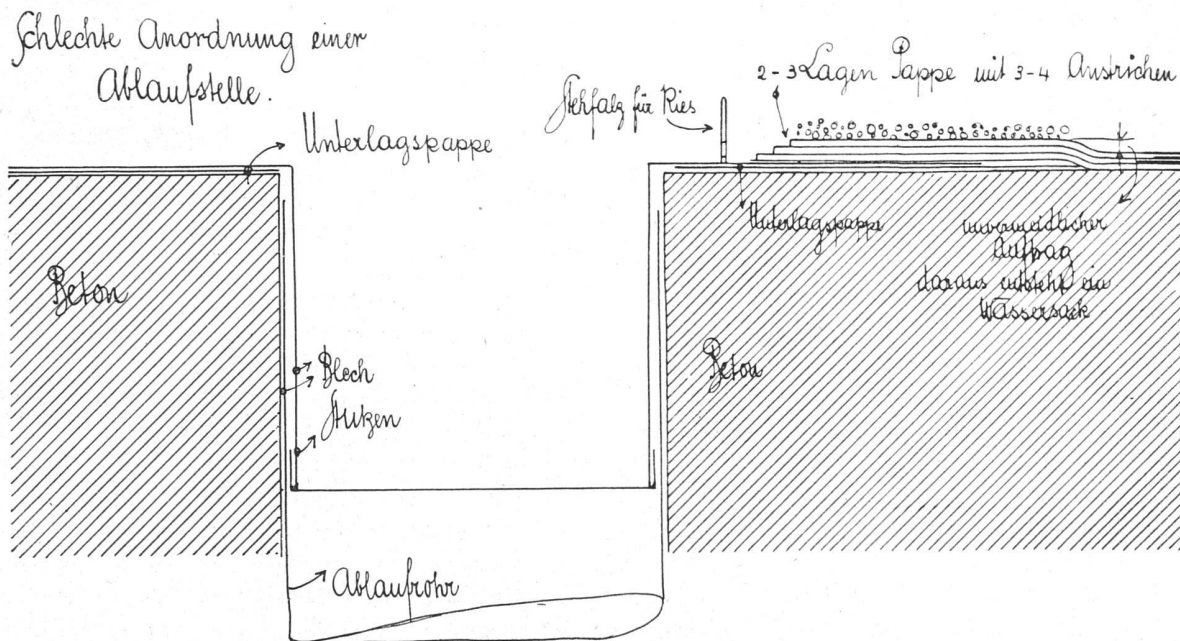 Schlechte Anordnung einer
Ablaufstelle.
Unterlagspappe
Stehfalz für Kies
2-3 Lagen Pappe mit 3-4 Anstrichen
Unterlagspappe
unvermeidlicher
Auftrag
daraus entsteht ein
Wassersack
Beton
Beton
Blech
Stutzen
Ablaufrohr